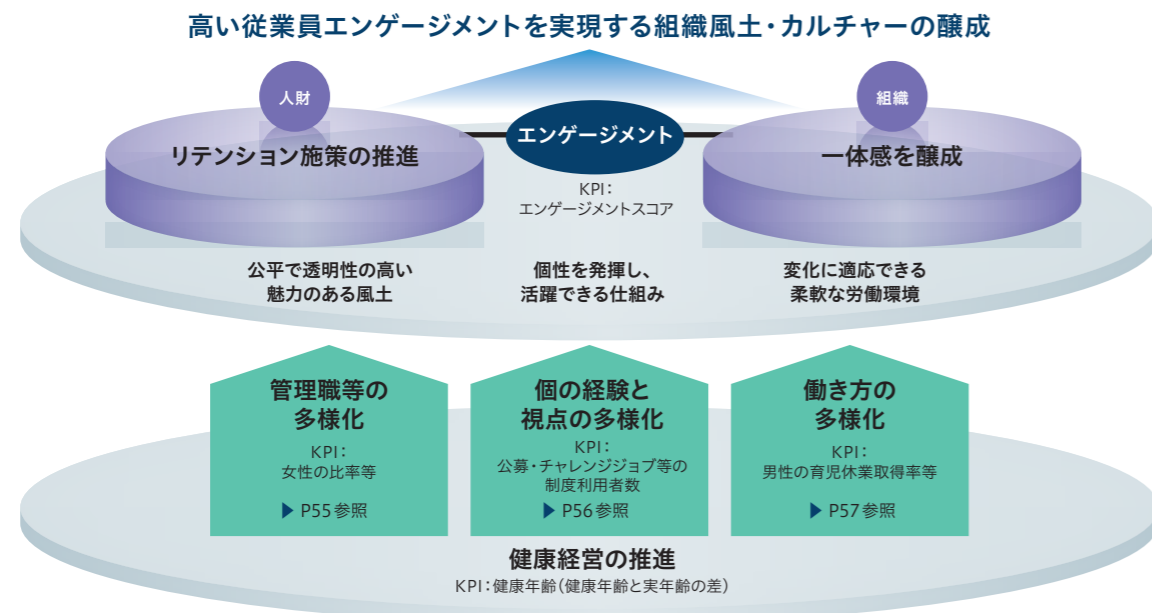 高い従業員エンゲージメントを実現する組織風土・カルチャーの醸成
人財
リテンション施策の推進
エンゲージメント
KPI：
エンゲージメントスコア
組織
一体感を醸成
公平で透明性の高い
魅力のある風土
個性を発揮し、
活躍できる仕組み
変化に適応できる
柔軟な労働環境
管理職等の
多様化
KPI：
女性の比率等
▶ P55参照
個の経験と
視点の多様化
KPI：
公募・チャレンジジョブ等の
制度利用者数
▶ P56参照
働き方の
多様化
KPI：
男性の育児休業取得率等
▶ P57参照
健康経営の推進
KPI：健康年齢（健康年齢と実年齢の差）